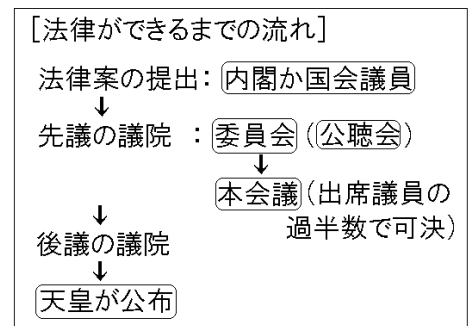 [法律ができるまでの流れ]
法律案の提出：内閣か国会議員
↓
先議の議院 ：委員会(公聴会)
↓
本会議(出席議員の
過半数で可決)
↓
後議の議院
↓
天皇が公布